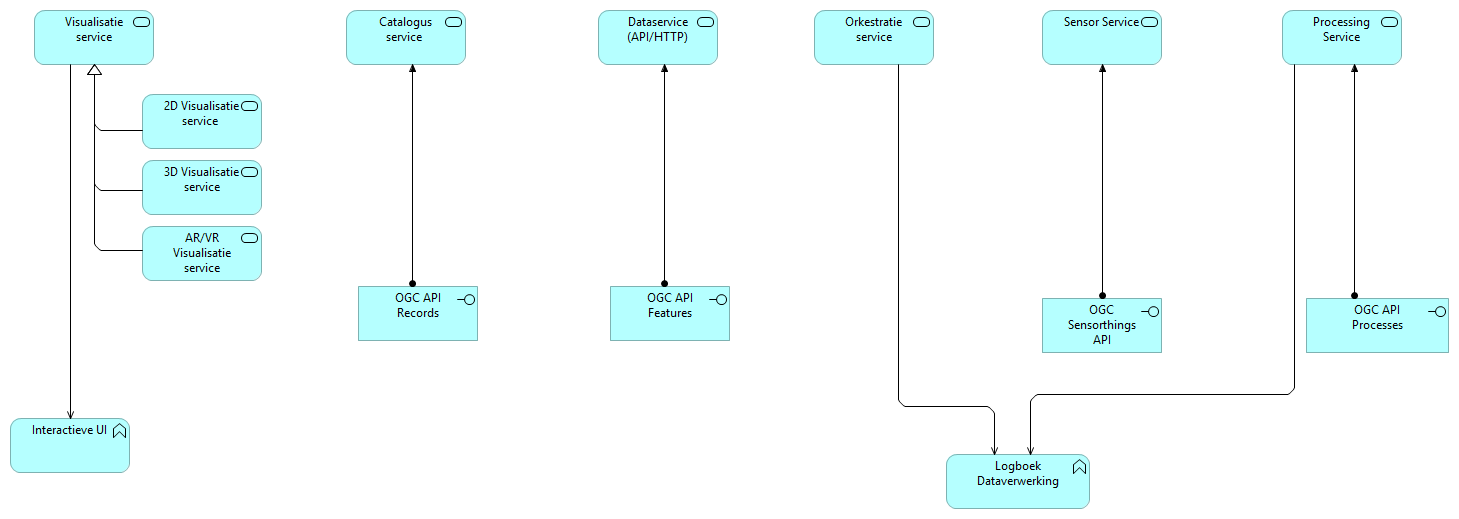 Visualisatie
service
Catalogus
service
Dataservice
(API/HTTP)
Orkestratie
service
Sensor Service
Processing
Service
2D Visualisatie
service
3D Visualisatie
service
AR/VR
Visualisatie
service
OGC API
Records
OGC API
Features
OGC
Sensorthings
API
OGC API
Processes
Interactieve UI
Logboek
Dataverwerking